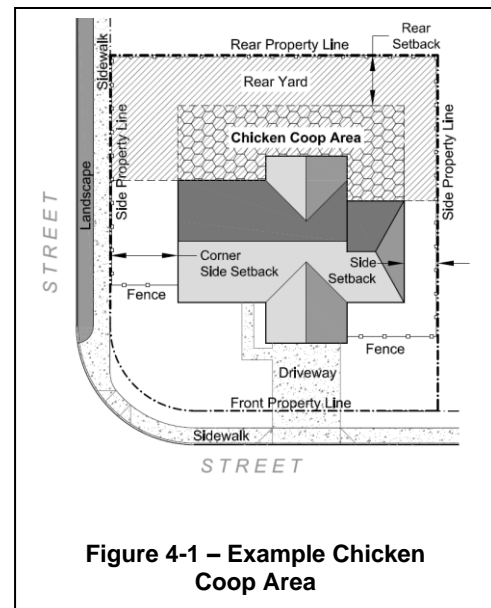 Rear
Setback
Rear Property Line
Sidewalk
Rear Yard
Side Property Line
Chicken Coop Area
Side Property Line
Landscape
STREET
Corner
Side Setback
Side
Setback
Fence
Fence
Driveway
Front Property Line
Sidewalk
STREET
Figure 4-1 – Example Chicken
Coop Area